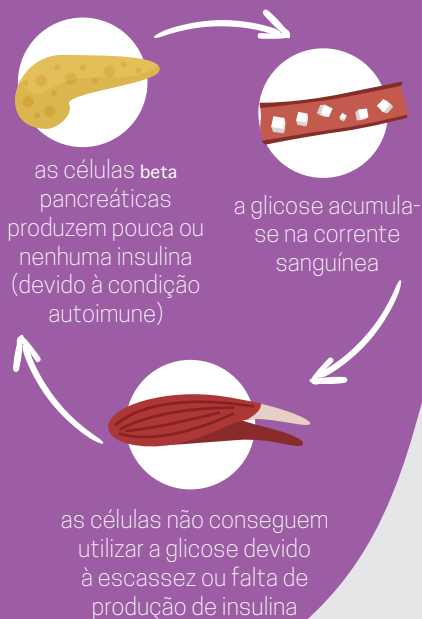 as células beta
pancreáticas
produzem pouca ou
nenhuma insulina
(devido à condição
autoimune)
a glicose acumula-
se na corrente
sanguínea
as células não conseguem
utilizar a glicose devido
à escassez ou falta de
produção de insulina